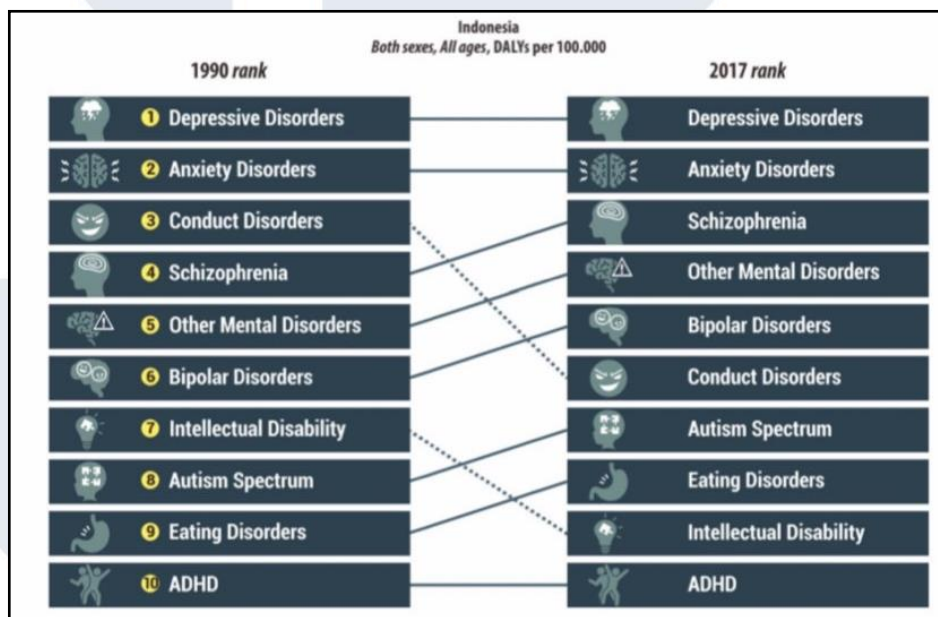 Indonesia
Both sexes, All ages, DALYs per 100.000
1990 rank
2017 rank
1 Depressive Disorders
Depressive Disorders
2 Anxiety Disorders
Anxiety Disorders
3 Conduct Disorders
Schizophrenia
4 Schizophrenia
Other Mental Disorders
5 Other Mental Disorders
Bipolar Disorders
6 Bipolar Disorders
Conduct Disorders
7 Intellectual Disability
Autism Spectrum
8 Autism Spectrum
Eating Disorders
9 Eating Disorders
Intellectual Disability
10 ADHD
ADHD